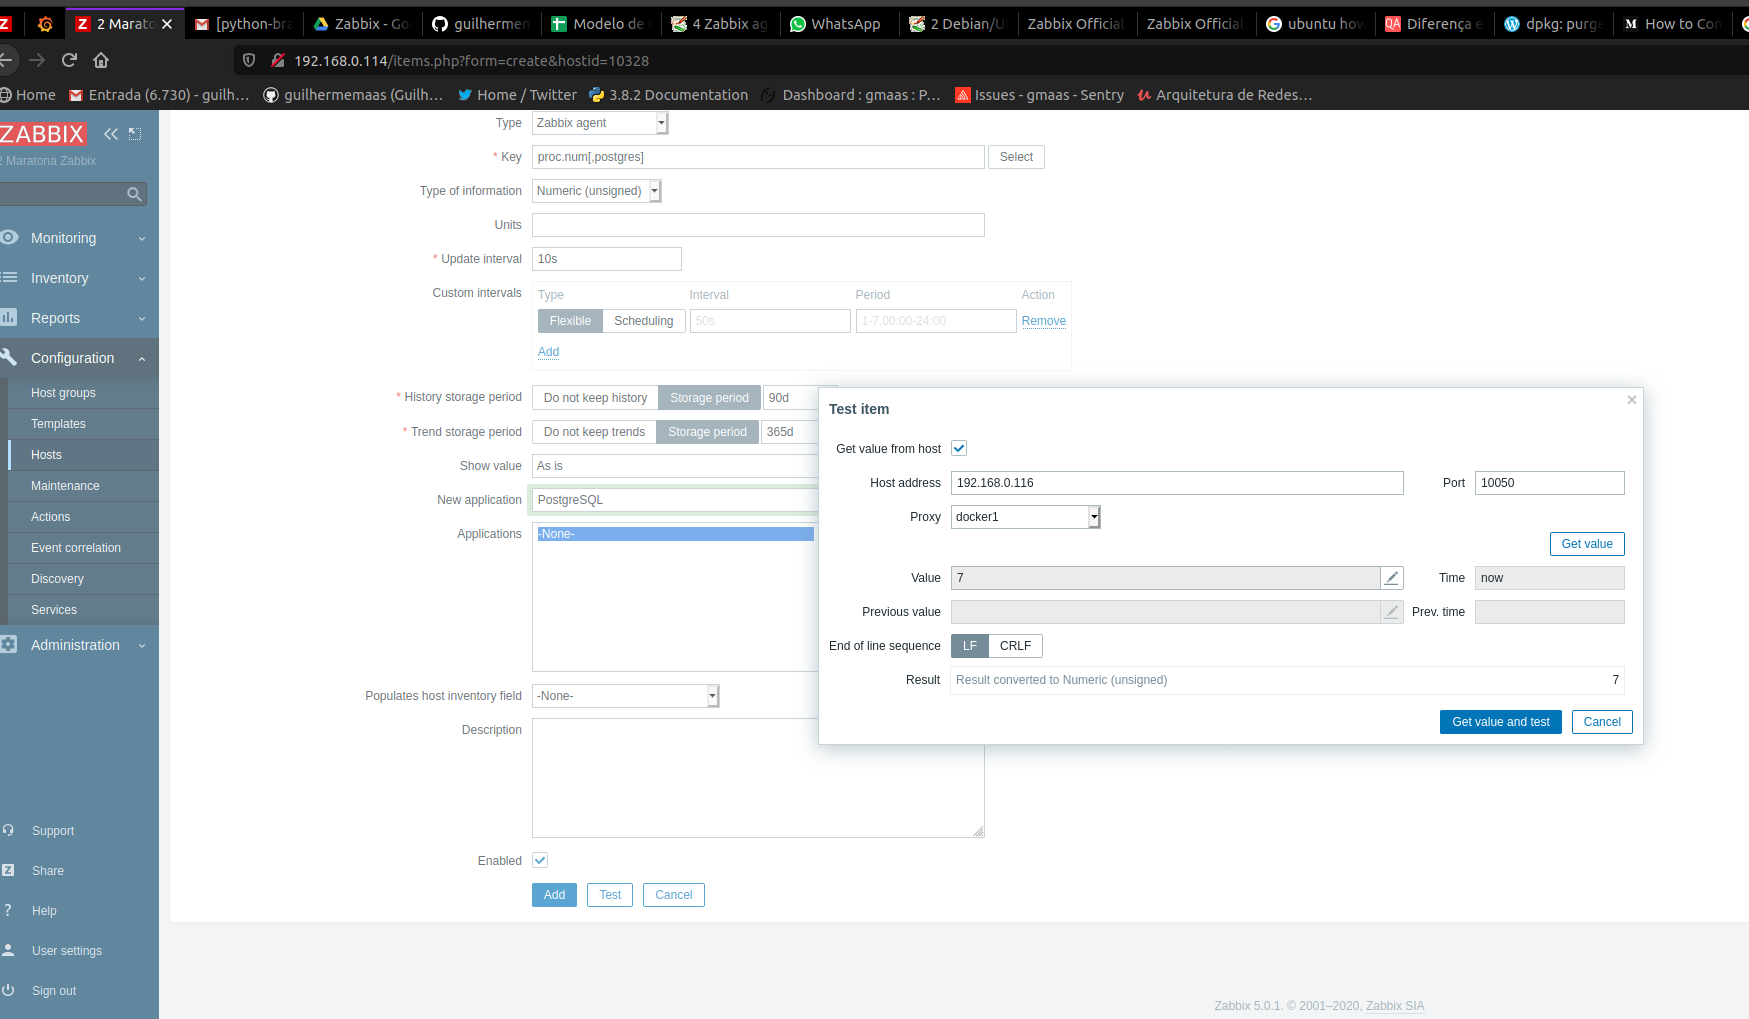 2 Marato
[python-bra
Zabbix - Go
guilhermem
Modelo de
4 Zabbix ag
WhatsApp
2 Debian/U
Zabbix Official
Zabbix Official
ubuntu how
Diferença e
dpkg: purge
How to Con
192.168.0.114/items.php?form=create&hostid=10328
Home
Entrada (6.730) - guilh...
guilhermemaas (Guilh...
Home / Twitter
3.8.2 Documentation
Dashboard : gmaas : P...
Issues - gmaas - Sentry
Arquitetura de Redes...
ZABBIX
2 Maratona Zabbix
Monitoring
Inventory
Reports
Configuration
Host groups
Templates
Hosts
Maintenance
Actions
Event correlation
Discovery
Services
Administration
Support
Share
Help
User settings
Sign out
Type Zabbix agent
* Key proc.num[,postgres] Select
Type of information Numeric (unsigned)
Units
* Update interval 10s
Custom intervals Type Interval Period Action
Flexible Scheduling 50s 1-7,00:00-24:00 Remove
Add
* History storage period Do not keep history Storage period 90d
* Trend storage period Do not keep trends Storage period 365d
Show value As is
New application PostgreSQL
Applications -None-
Populates host inventory field -None-
Description
Enabled
Add Test Cancel
Test item
Get value from host
Host address 192.168.0.116 Port 10050
Proxy docker1
Get value
Value 7 Time now
Previous value Prev. time
End of line sequence LF CRLF
Result Result converted to Numeric (unsigned) 7
Get value and test Cancel
Zabbix 5.0.1. © 2001–2020, Zabbix SIA